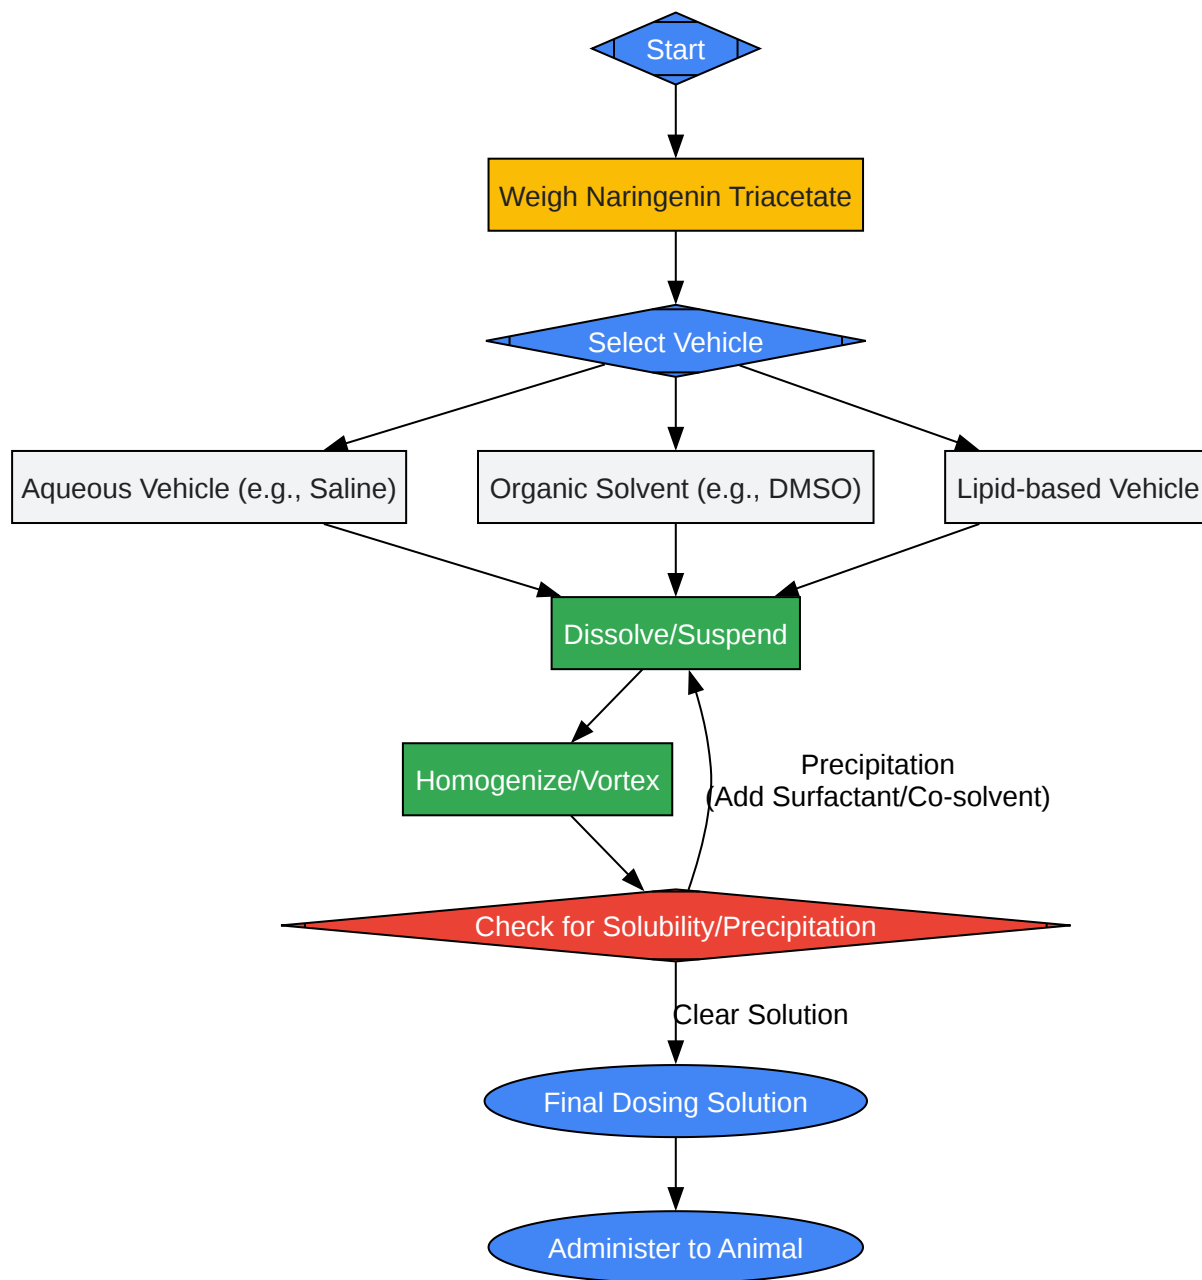 Start
Weigh Naringenin Triacetate
Select Vehicle
Aqueous Vehicle (e.g., Saline)
Organic Solvent (e.g., DMSO)
Lipid-based Vehicle
Dissolve/Suspend
Homogenize/Vortex
Precipitation
(Add Surfactant/Co-solvent)
Check for Solubility/Precipitation
Clear Solution
Final Dosing Solution
Administer to Animal